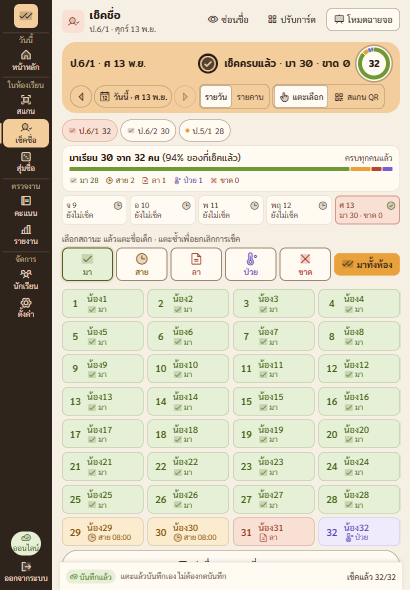 วันนี้
หน้าหลัก
ในห้องเรียน
สแกน
เช็คชื่อ
สุ่มชื่อ
ตรวจงาน
คะแนน
รายงาน
จัดการ
นักเรียน
ตั้งค่า
ออนไลน์
ออกจากระบบ
เช็คชื่อ
ป.6/1 · ศุกร์ 13 พ.ย.
ซ่อนชื่อ
ปรับการ์ด
โหมดฉายจอ
ป.6/1 · ศ 13 พ.ย.
เช็คครบแล้ว · มา 30 · ขาด 0
32
วันนี้ · ศ 13 พ.ย.
รายวัน
รายคาบ
แตะเลือก
สแกน QR
ป.6/1 32
ป.6/2 30
ป.5/1 28
มาเรียน 30 จาก 32 คน (94% ของที่เช็คแล้ว)
ครบทุกคนแล้ว
มา 28
สาย 2
ลา 1
ป่วย 1
ขาด 0
จ 9
ยังไม่เช็ค
อ 10
ยังไม่เช็ค
พ 11
ยังไม่เช็ค
พฤ 12
ยังไม่เช็ค
ศ 13
มา 30 · ขาด 0
เลือกสถานะ แล้วแตะชื่อเด็ก · แตะซ้ำเพื่อยกเลิกการเช็ค
มา
สาย
ลา
ป่วย
ขาด
มาทั้งห้อง
1 น้อง1
มา
2 น้อง2
มา
3 น้อง3
มา
4 น้อง4
มา
5 น้อง5
มา
6 น้อง6
มา
7 น้อง7
มา
8 น้อง8
มา
9 น้อง9
มา
10 น้อง10
มา
11 น้อง11
มา
12 น้อง12
มา
13 น้อง13
มา
14 น้อง14
มา
15 น้อง15
มา
16 น้อง16
มา
17 น้อง17
มา
18 น้อง18
มา
19 น้อง19
มา
20 น้อง20
มา
21 น้อง21
มา
22 น้อง22
มา
23 น้อง23
มา
24 น้อง24
มา
25 น้อง25
มา
26 น้อง26
มา
27 น้อง27
มา
28 น้อง28
มา
29 น้อง29
สาย 08:00
30 น้อง30
สาย 08:00
31 น้อง31
ลา
32 น้อง32
ป่วย
บันทึกแล้ว
แตะแล้วบันทึกเอง ไม่ต้องกดบันทึก
เช็คแล้ว 32/32